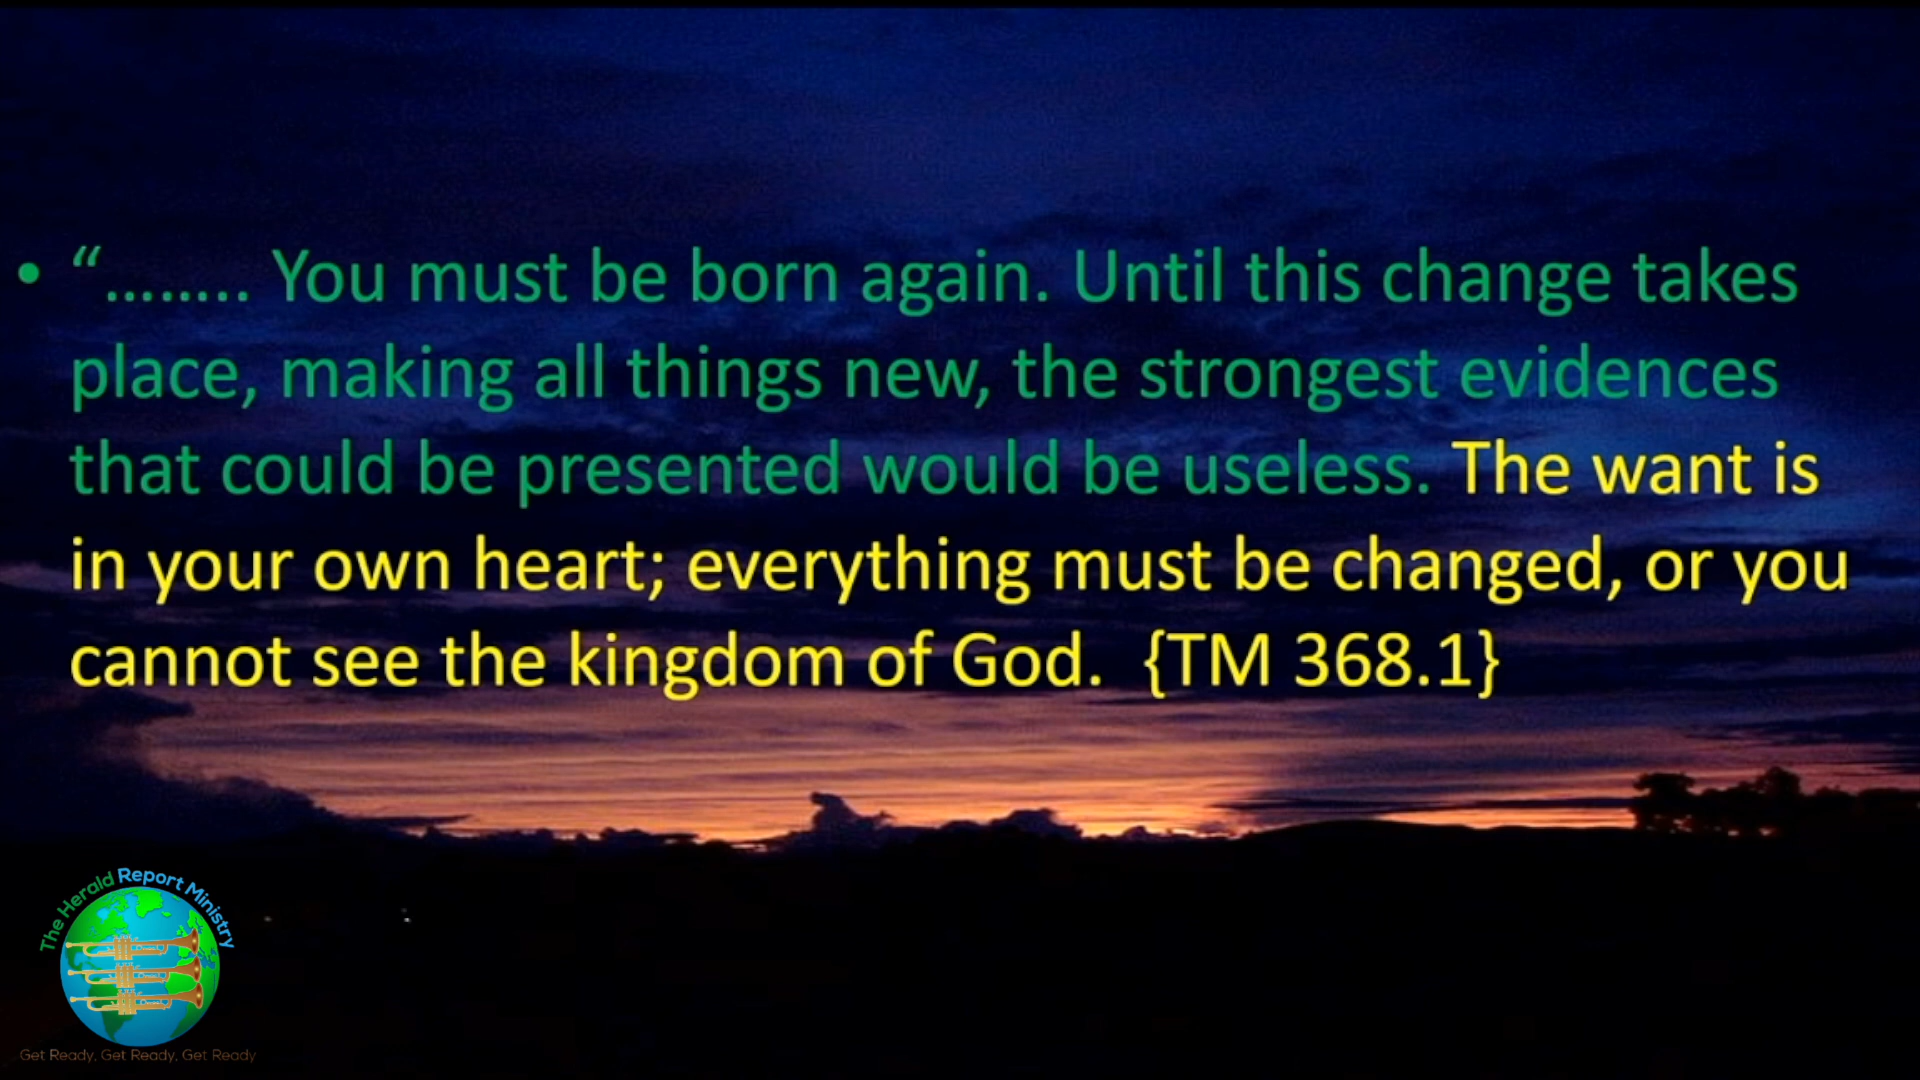 • “…….. You must be born again. Until this change takes
place, making all things new, the strongest evidences
that could be presented would be useless. The want is
in your own heart; everything must be changed, or you
cannot see the kingdom of God.  {TM 368.1}
The Herald Report Ministry
Get Ready, Get Ready, Get Ready